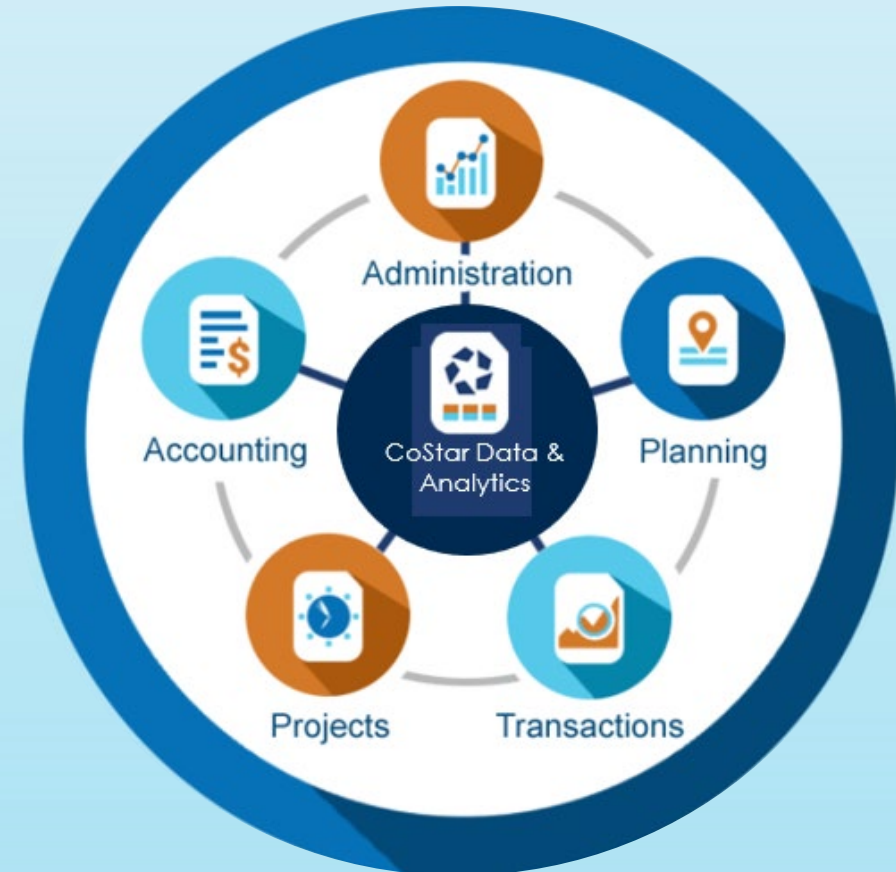 Administration
Accounting
CoStar Data &
Analytics
Planning
$
Projects
Transactions